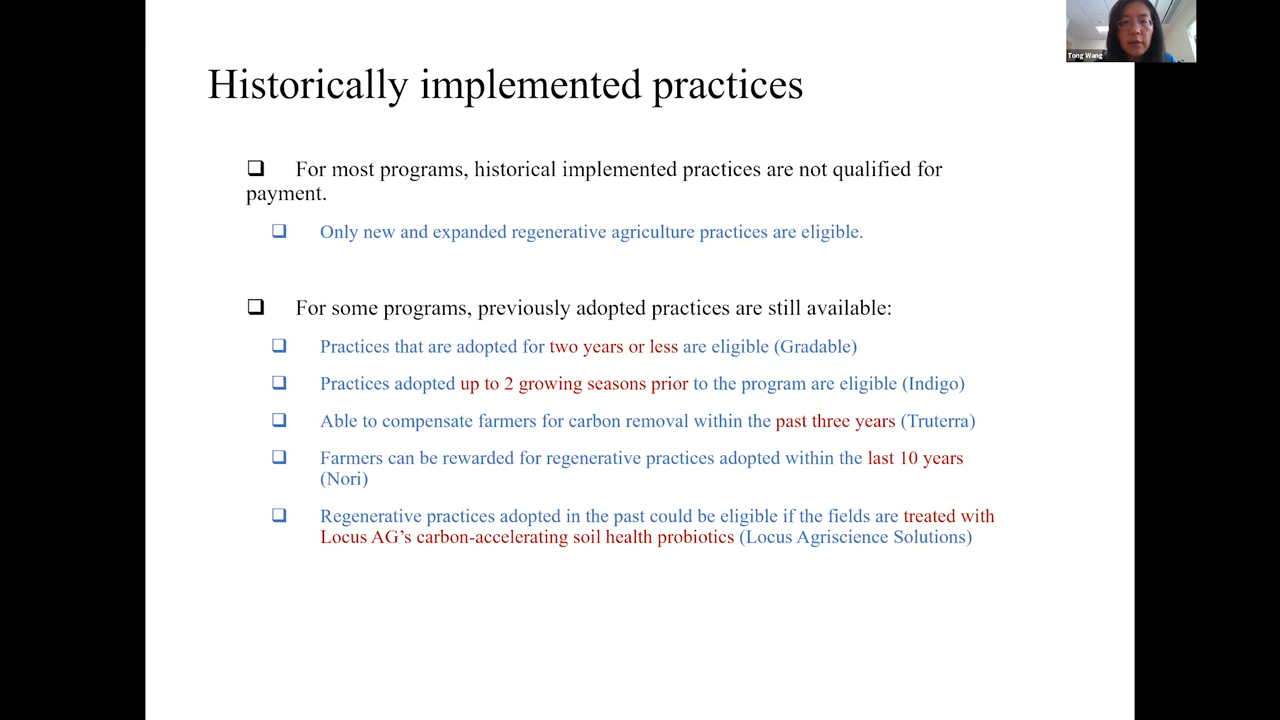 Tong Wang
Historically implemented practices
❑ For most programs, historical implemented practices are not qualified for
payment.
❑ Only new and expanded regenerative agriculture practices are eligible.
❑ For some programs, previously adopted practices are still available:
❑ Practices that are adopted for two years or less are eligible (Gradable)
❑ Practices adopted up to 2 growing seasons prior to the program are eligible (Indigo)
❑ Able to compensate farmers for carbon removal within the past three years (Truterra)
❑ Farmers can be rewarded for regenerative practices adopted within the last 10 years
(Nori)
❑ Regenerative practices adopted in the past could be eligible if the fields are treated with
Locus AG’s carbon-accelerating soil health probiotics (Locus Agriscience Solutions)